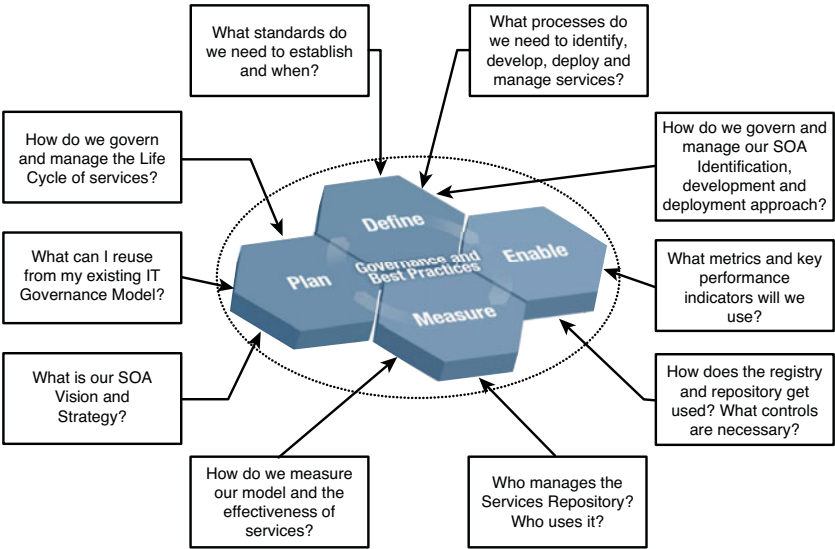 What standards do
we need to establish
and when?
What processes do
we need to identify,
develop, deploy and
manage services?
How do we govern
and manage the Life
Cycle of services?
How do we govern and
manage our SOA
Identification,
development and
deployment approach?
Define
Enable
Governance and
Best Practices
Plan
Measure
What can I reuse
from my existing IT
Governance Model?
What metrics and key
performance
indicators will we
use?
What is our SOA
Vision and
Strategy?
How does the registry
and repository get
used? What controls
are necessary?
How do we measure
our model and the
effectiveness of
services?
Who manages the
Services Repository?
Who uses it?